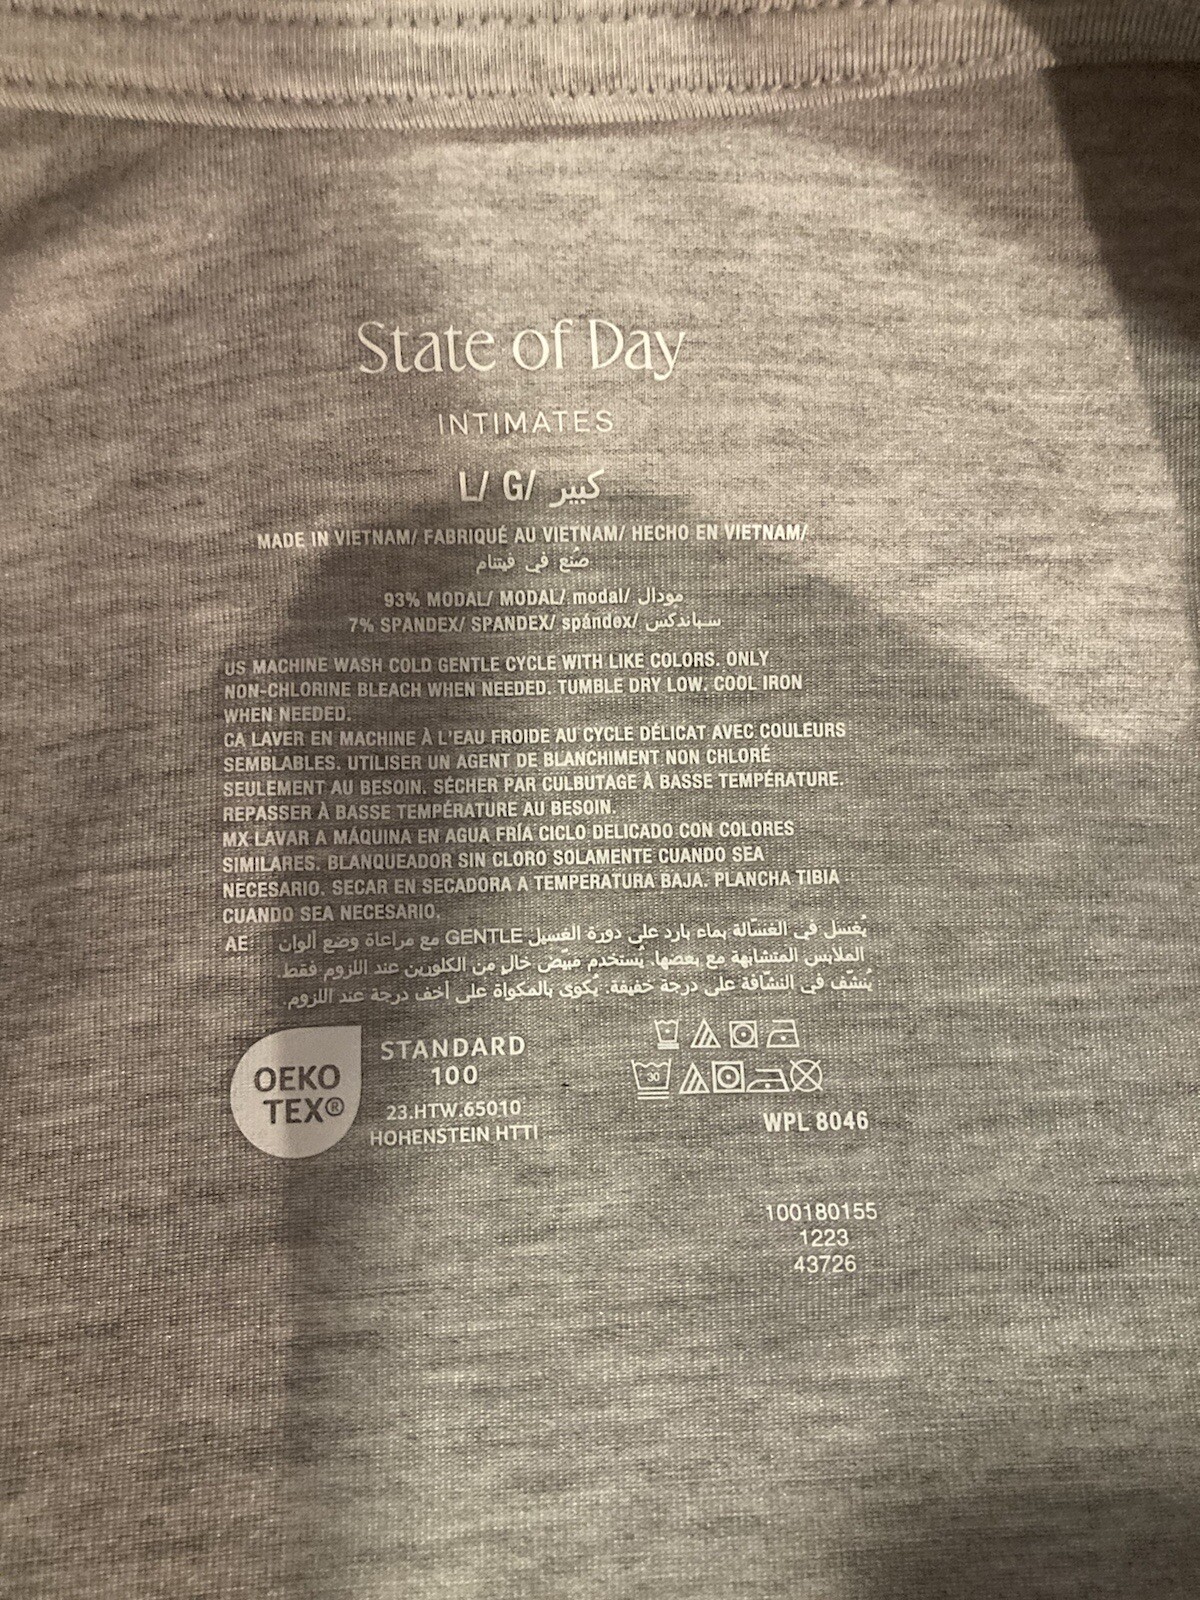 State of Day
INTIMATES
L/ G/ كبير
MADE IN VIETNAM/ FABRIQUÉ AU VIETNAM/ HECHO EN VIETNAM/
صُنع في فيتنام
93% MODAL/ MODAL/ modal/ مودال
7% SPANDEX/ SPANDEX/ spándex/ سباندكس
US MACHINE WASH COLD GENTLE CYCLE WITH LIKE COLORS. ONLY
NON-CHLORINE BLEACH WHEN NEEDED. TUMBLE DRY LOW. COOL IRON
WHEN NEEDED.
CA LAVER EN MACHINE À L'EAU FROIDE AU CYCLE DÉLICAT AVEC COULEURS
SEMBLABLES. UTILISER UN AGENT DE BLANCHIMENT NON CHLORÉ
SEULEMENT AU BESOIN. SÉCHER PAR CULBUTAGE À BASSE TEMPÉRATURE.
REPASSER À BASSE TEMPÉRATURE AU BESOIN.
MX LAVAR A MÁQUINA EN AGUA FRÍA CICLO DELICADO CON COLORES
SIMILARES. BLANQUEADOR SIN CLORO SOLAMENTE CUANDO SEA
NECESARIO. SECAR EN SECADORA A TEMPERATURA BAJA. PLANCHA TIBIA
CUANDO SEA NECESARIO.
AE يُغسل في الغسّالة بماء بارد على دورة الغسيل GENTLE مع مراعاة وضع ألوان
الملابس المتشابهة مع بعضها. يُستخدم مبيّض خالٍ من الكلورين عند اللزوم فقط.
يُنشّف في النشّافة على درجة خفيفة. يُكوى بالمكواة على أخف درجة عند اللزوم.
OEKO
TEX®
STANDARD
100
23.HTW.65010
HOHENSTEIN HTTI
30
WPL 8046
100180155
1223
43726